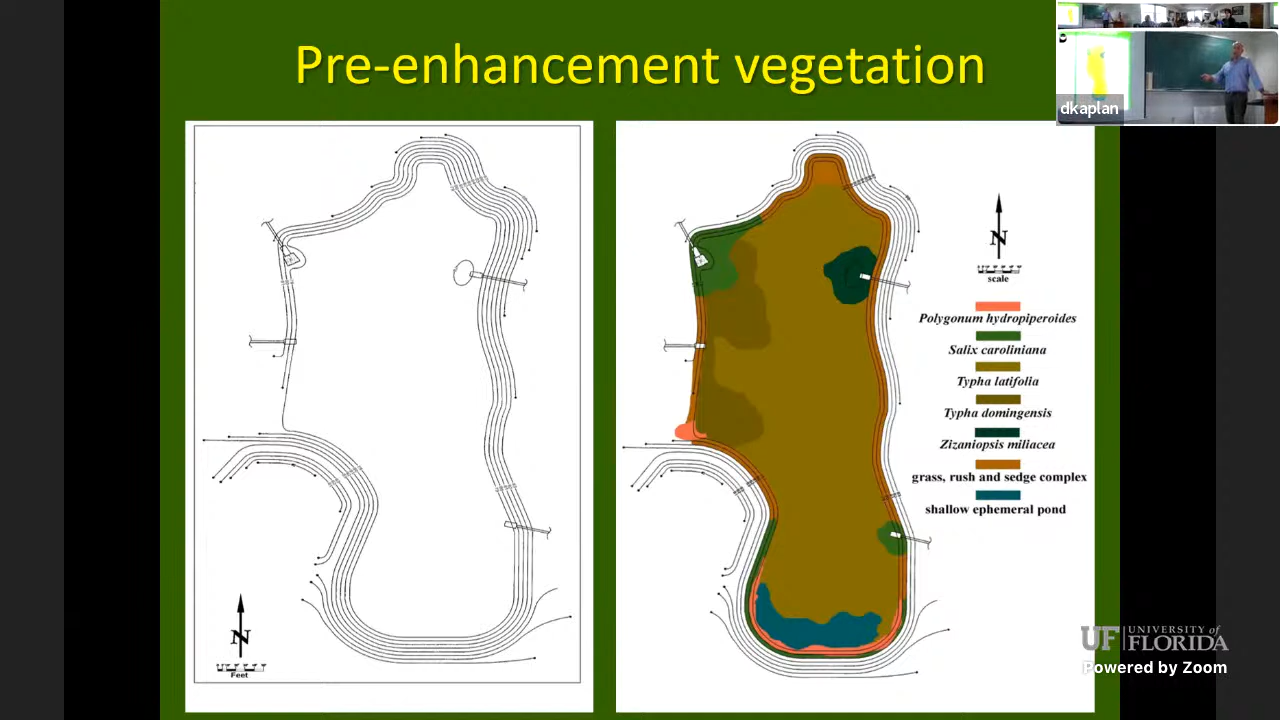 Pre-enhancement vegetation
dkaplan
N
Feet
N
scale
Polygonum hydropiperoides
Salix caroliniana
Typha latifolia
Typha domingensis
Zizaniopsis miliacea
grass, rush and sedge complex
shallow ephemeral pond
UF UNIVERSITY of
FLORIDA
Powered by Zoom